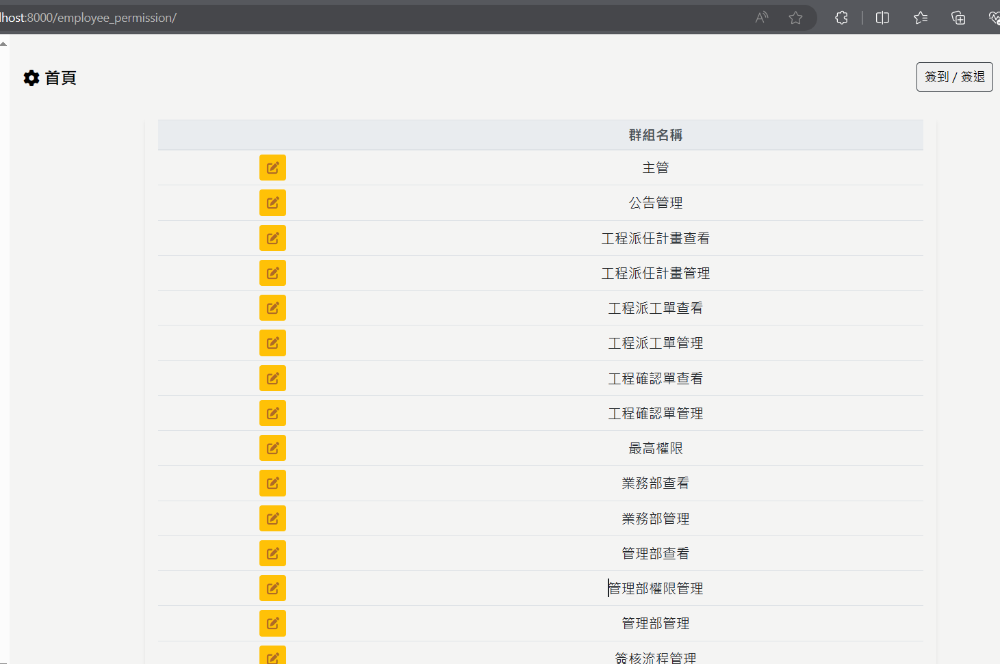 lhost:8000/employee_permission/
首頁
簽到 / 簽退
群組名稱
主管
公告管理
工程派任計畫查看
工程派任計畫管理
工程派工單查看
工程派工單管理
工程確認單查看
工程確認單管理
最高權限
業務部查看
業務部管理
管理部查看
管理部權限管理
管理部管理
簽核流程管理